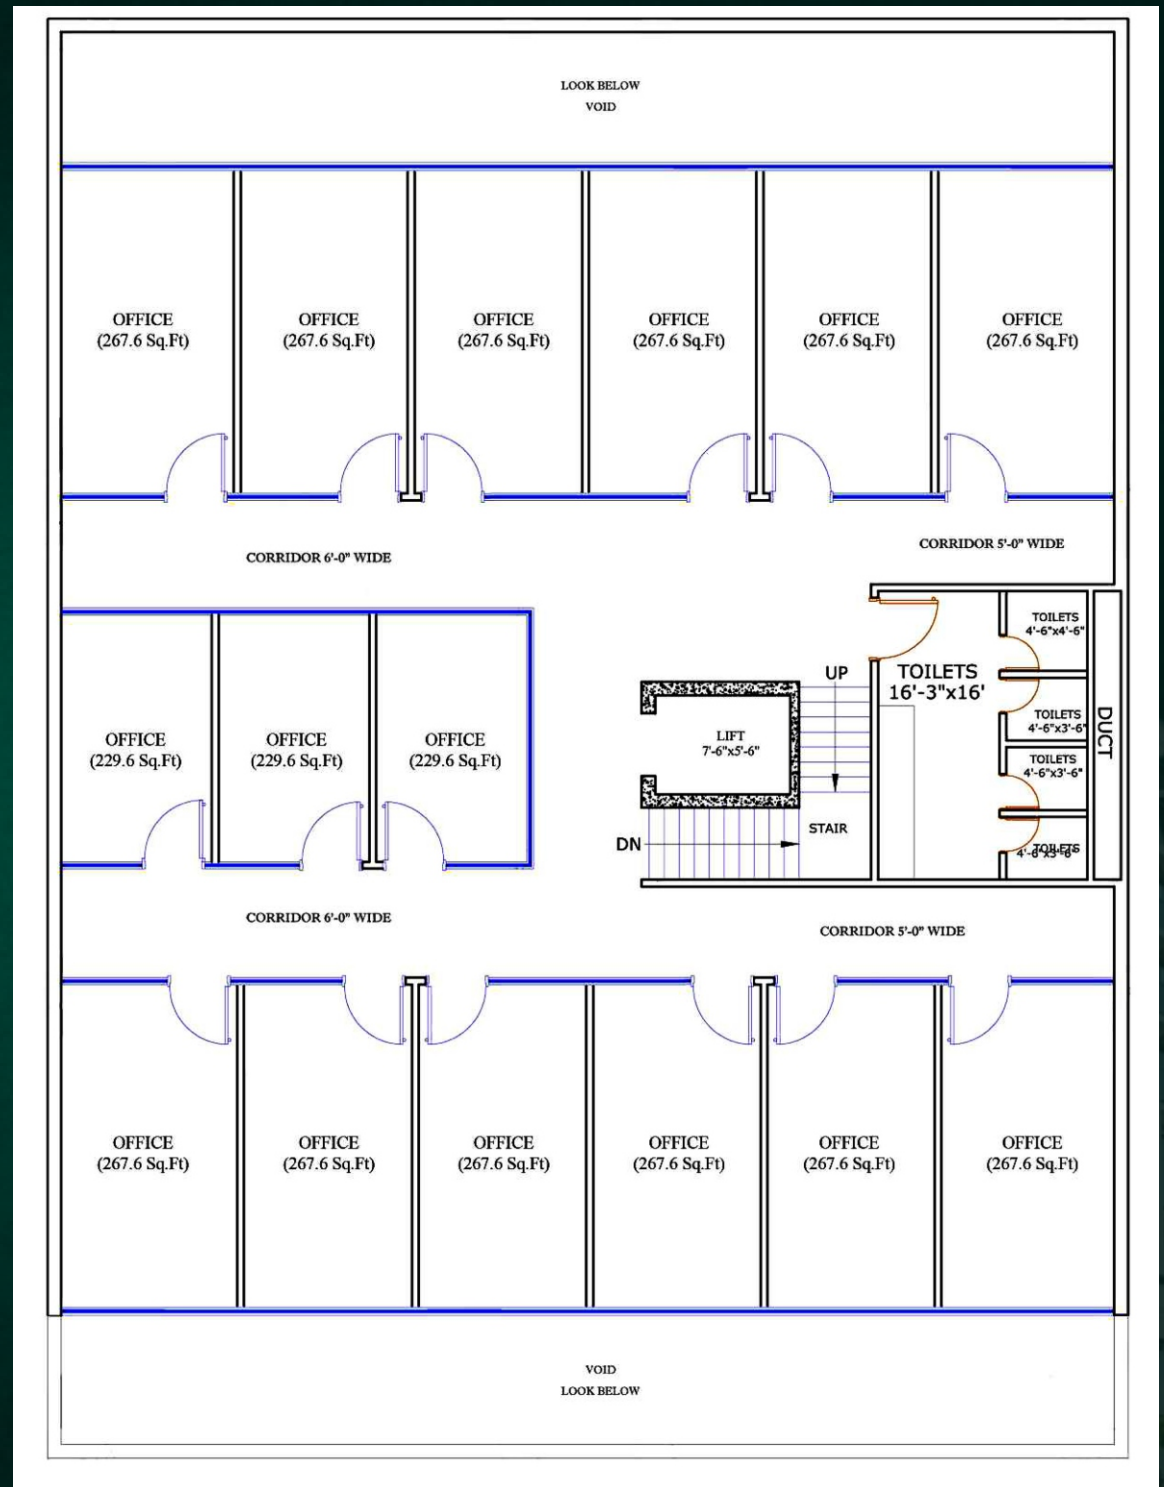 LOOK BELOW
VOID
OFFICE
(267.6 Sq.Ft)
OFFICE
(267.6 Sq.Ft)
OFFICE
(267.6 Sq.Ft)
OFFICE
(267.6 Sq.Ft)
OFFICE
(267.6 Sq.Ft)
OFFICE
(267.6 Sq.Ft)
CORRIDOR 6'-0" WIDE
CORRIDOR 5'-0" WIDE
OFFICE
(229.6 Sq.Ft)
OFFICE
(229.6 Sq.Ft)
OFFICE
(229.6 Sq.Ft)
LIFT
7'-6"x5'-6"
UP
STAIR
DN
TOILETS
16'-3"x16'
TOILETS
4'-6"x4'-6"
TOILETS
4'-6"x3'-6"
TOILETS
4'-6"x3'-6"
TOILETS
4'-6"x3'-6"
DUCT
CORRIDOR 6'-0" WIDE
CORRIDOR 5'-0" WIDE
OFFICE
(267.6 Sq.Ft)
OFFICE
(267.6 Sq.Ft)
OFFICE
(267.6 Sq.Ft)
OFFICE
(267.6 Sq.Ft)
OFFICE
(267.6 Sq.Ft)
OFFICE
(267.6 Sq.Ft)
VOID
LOOK BELOW